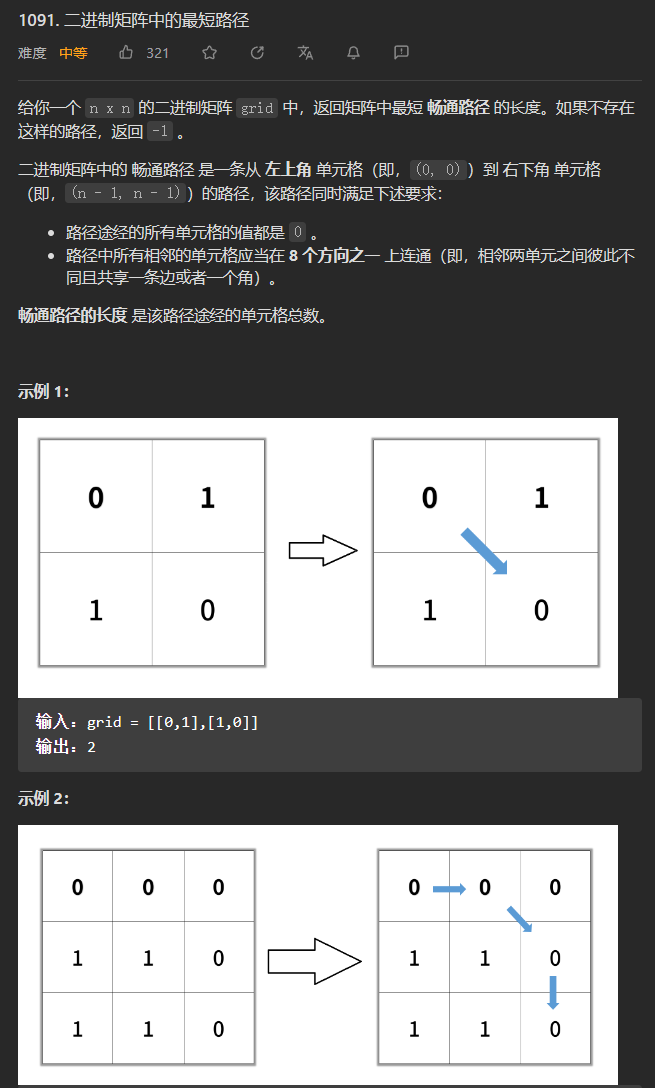 1091. 二进制矩阵中的最短路径
难度 中等 321
给你一个 n x n 的二进制矩阵 grid 中，返回矩阵中最短 畅通路径 的长度。如果不存在
这样的路径，返回 -1 。
二进制矩阵中的 畅通路径 是一条从 左上角 单元格（即，(0, 0)）到 右下角 单元格
（即，(n - 1, n - 1)）的路径，该路径同时满足下述要求：
• 路径途经的所有单元格的值都是 0 。
• 路径中所有相邻的单元格应当在 8 个方向之一 上连通（即，相邻两单元之间彼此不
同且共享一条边或者一个角）。
畅通路径的长度 是该路径途经的单元格总数。
示例 1：
0 1 0 1
1 0 1 0
输入：grid = [[0,1],[1,0]]
输出：2
示例 2：
0 0 0 0 0 0
1 1 0 1 1 0
1 1 0 1 1 0